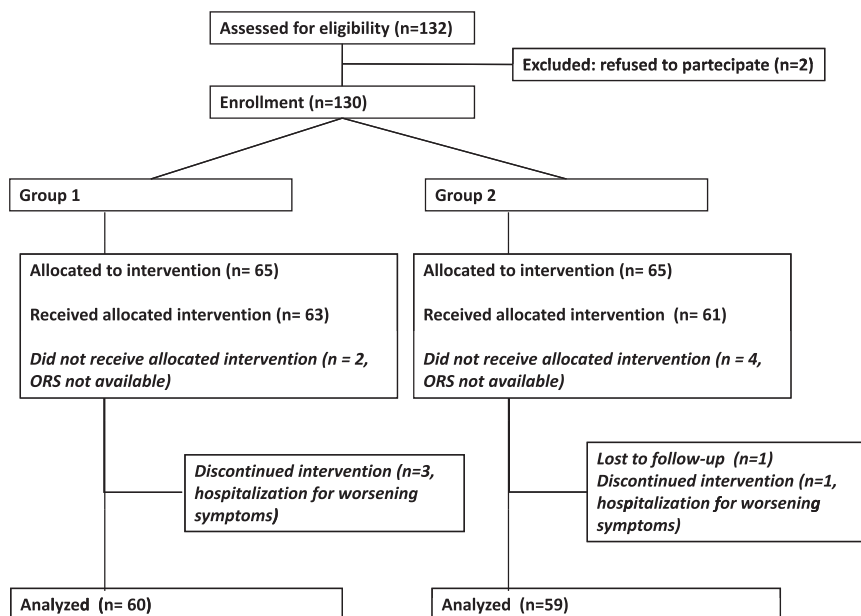 Assessed for eligibility (n=132)
Excluded: refused to partecipate (n=2)
Enrollment (n=130)
Group 1
Group 2
Allocated to intervention (n= 65)
Received allocated intervention (n= 63)
Did not receive allocated intervention (n = 2,
ORS not available)
Allocated to intervention (n= 65)
Received allocated intervention (n= 61)
Did not receive allocated intervention (n = 4,
ORS not available)
Discontinued intervention (n=3,
hospitalization for worsening
symptoms)
Lost to follow-up (n=1)
Discontinued intervention (n=1,
hospitalization for worsening
symptoms)
Analyzed (n= 60)
Analyzed (n=59)